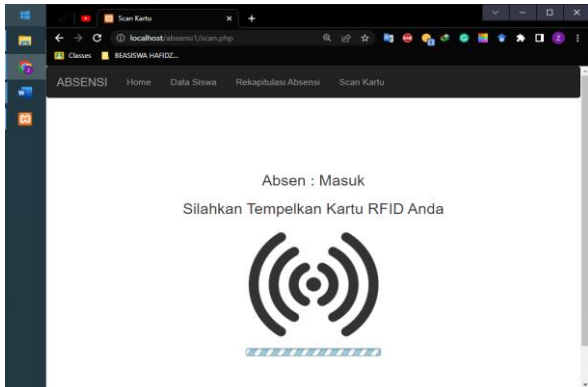 Scan Kartu
localhost/absensi1/scan.php
Classes BEASISWA HAFIDZ...
ABSENSI Home Data Siswa Rekapitulasi Absensi Scan Kartu
Absen : Masuk
Silahkan Tempelkan Kartu RFID Anda